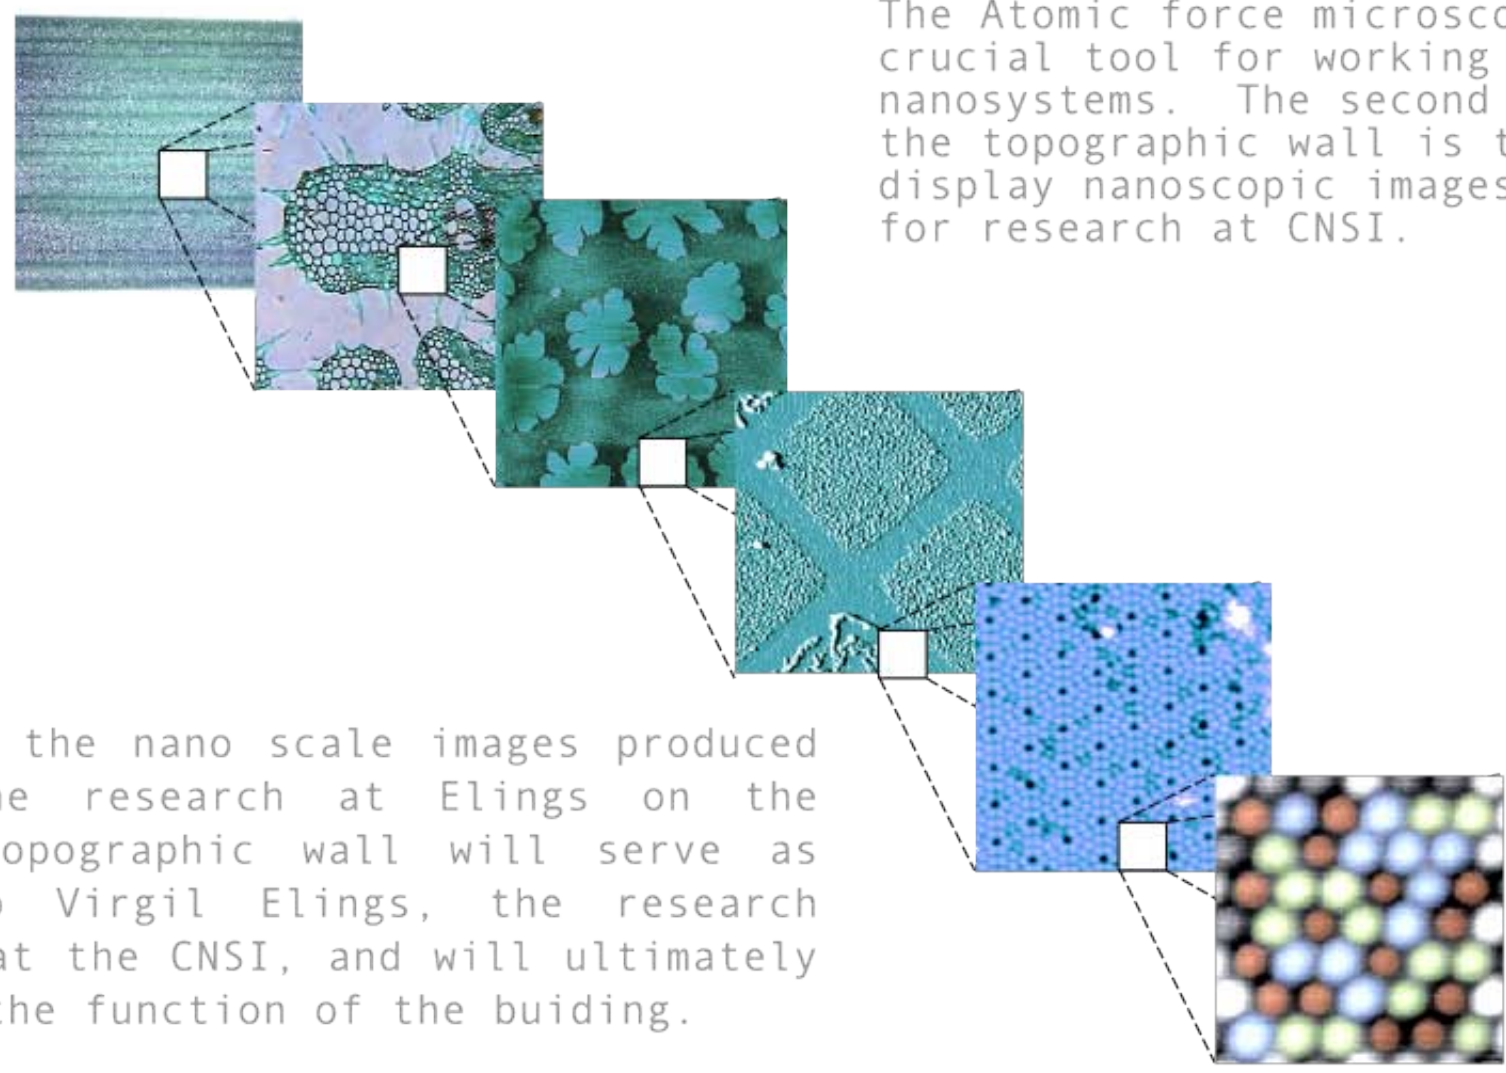 The Atomic force microsco
crucial tool for working
nanosystems. The second
the topographic wall is t
display nanoscopic images
for research at CNSI.
the nano scale images produced
he research at Elings on the
opographic wall will serve as
Virgil Elings, the research
at the CNSI, and will ultimately
the function of the buiding.